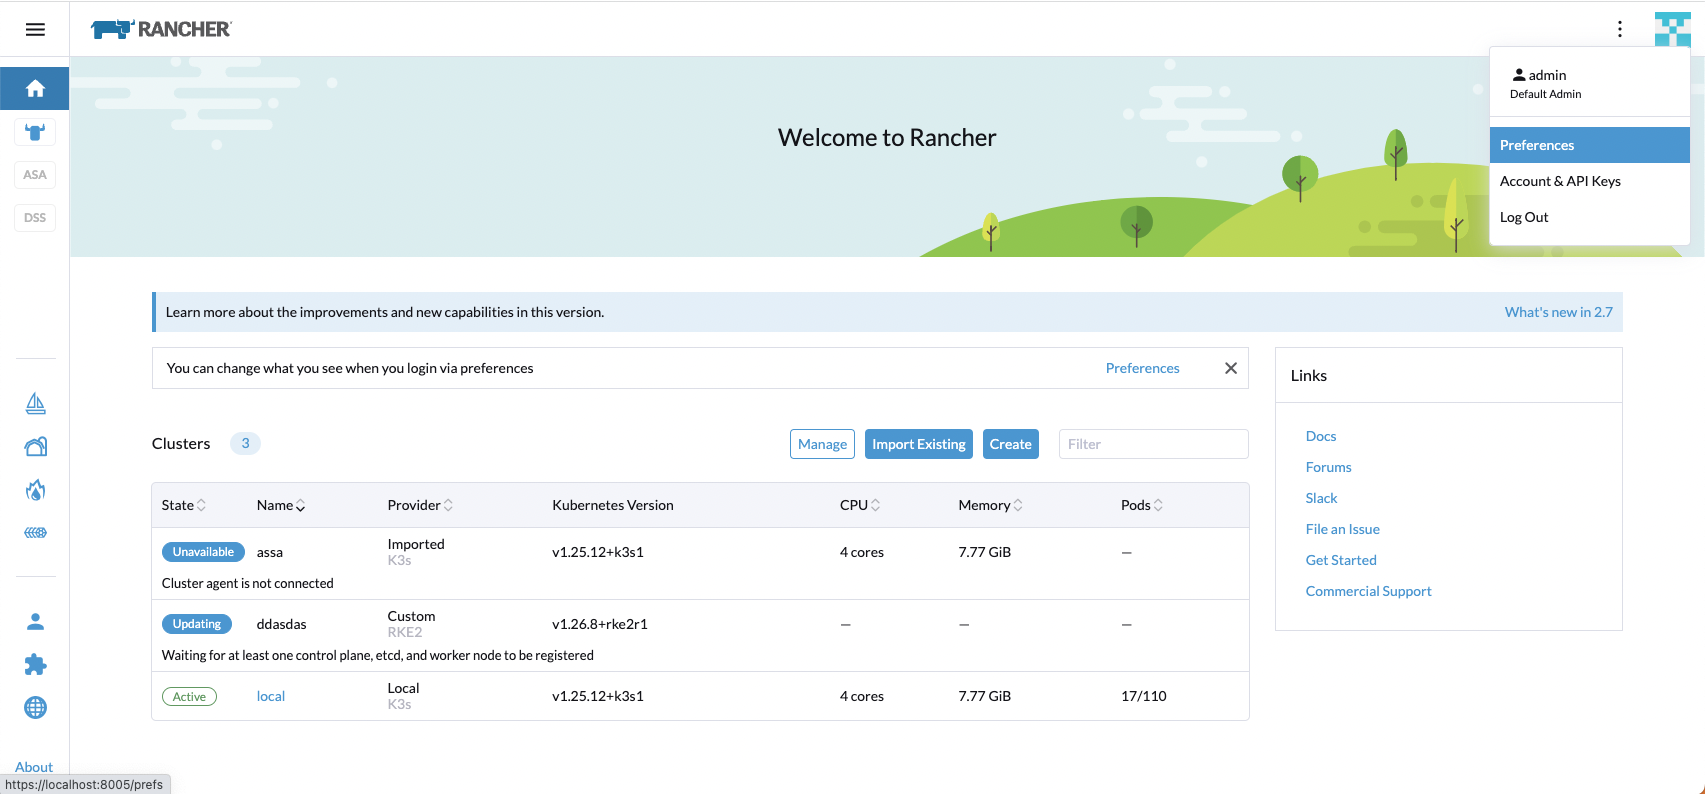 RANCHER
admin
Default Admin
Preferences
Account & API Keys
Log Out
ASA
DSS
Welcome to Rancher
Learn more about the improvements and new capabilities in this version. What's new in 2.7
You can change what you see when you login via preferences Preferences
Links
Docs
Forums
Slack
File an Issue
Get Started
Commercial Support
Clusters 3 Manage Import Existing Create Filter
State Name Provider Kubernetes Version CPU Memory Pods
Unavailable assa Imported v1.25.12+k3s1 4 cores 7.77 GiB —
K3s
Cluster agent is not connected
Updating ddasdas Custom v1.26.8+rke2r1 — — —
RKE2
Waiting for at least one control plane, etcd, and worker node to be registered
Active local Local v1.25.12+k3s1 4 cores 7.77 GiB 17/110
K3s
About
https://localhost:8005/prefs